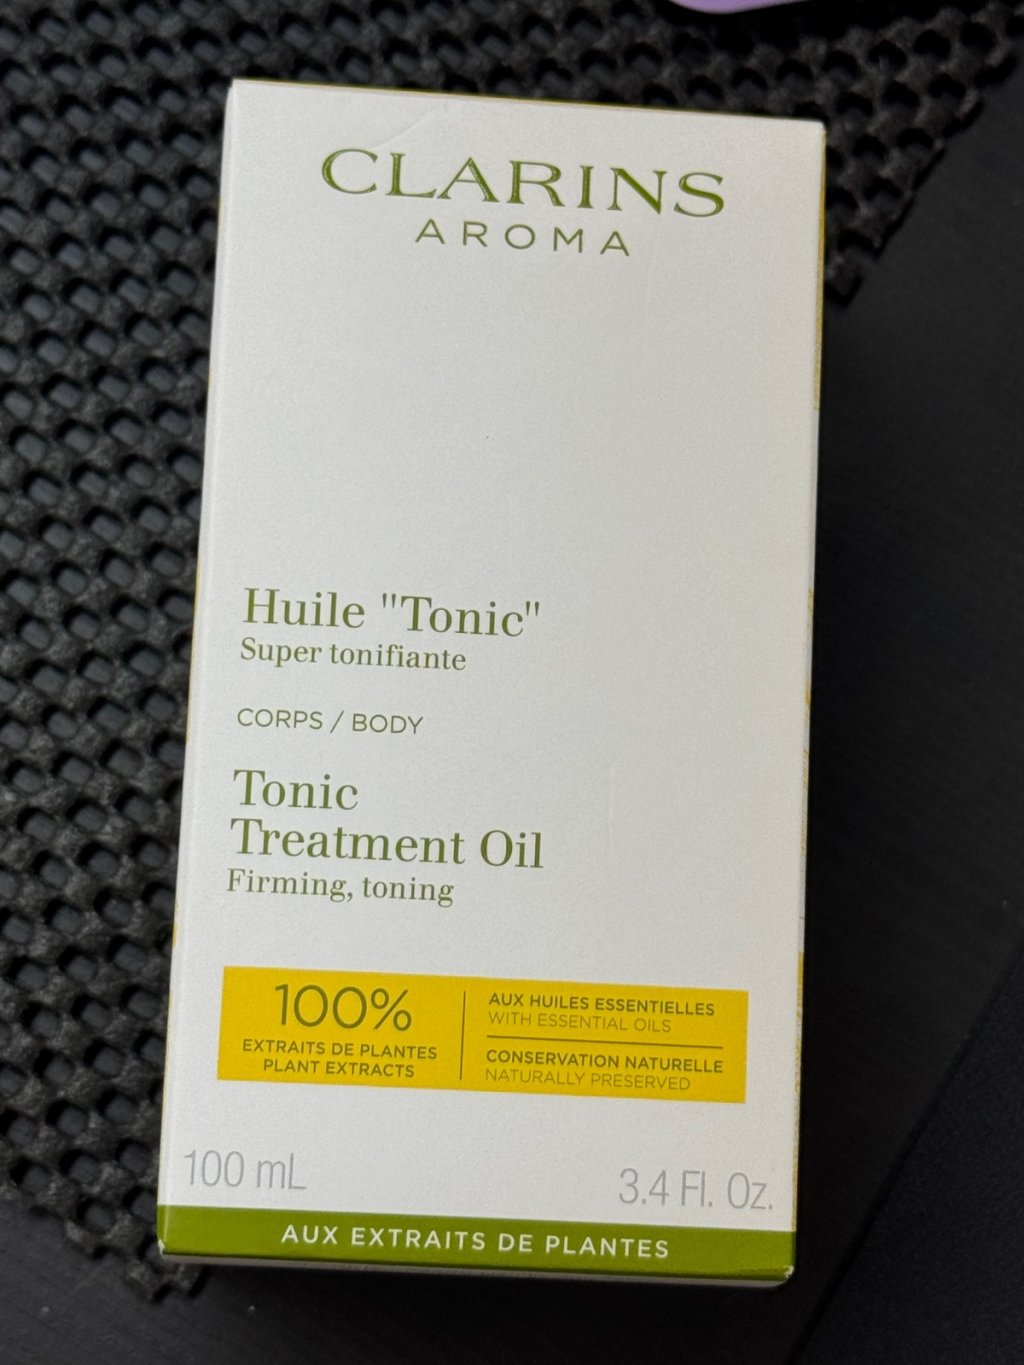 CLARINS
AROMA
Huile "Tonic"
Super tonifiante
CORPS / BODY
Tonic
Treatment Oil
Firming, toning
100%
EXTRAITS DE PLANTES
PLANT EXTRACTS
AUX HUILES ESSENTIELLES
WITH ESSENTIAL OILS
CONSERVATION NATURELLE
NATURALLY PRESERVED
100 mL
3.4 Fl. Oz.
AUX EXTRAITS DE PLANTES